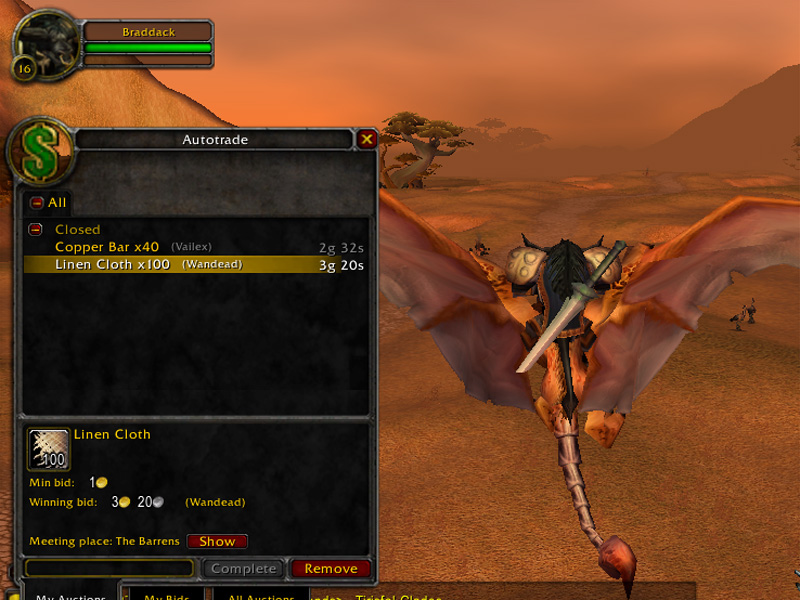 Braddack
16
Autotrade
All
Closed
Copper Bar x40 (Vailex) 2g 32s
Linen Cloth x100 (Wandead) 3g 20s
Linen Cloth
100
Min bid: 1
Winning bid: 3 20 (Wandead)
Meeting place: The Barrens Show
Complete Remove
My Auctions My Bids All Auctions Tirisfal Glades